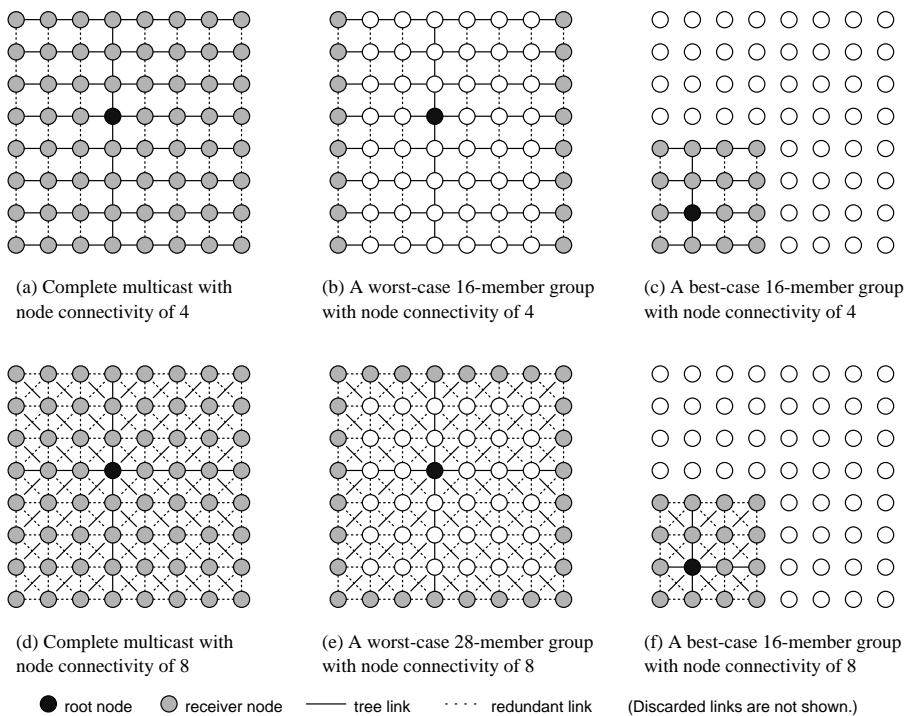 (a) Complete multicast with
node connectivity of 4
(b) A worst-case 16-member group
with node connectivity of 4
(c) A best-case 16-member group
with node connectivity of 4
(d) Complete multicast with
node connectivity of 8
(e) A worst-case 28-member group
with node connectivity of 8
(f) A best-case 16-member group
with node connectivity of 8
root node receiver node tree link redundant link (Discarded links are not shown.)